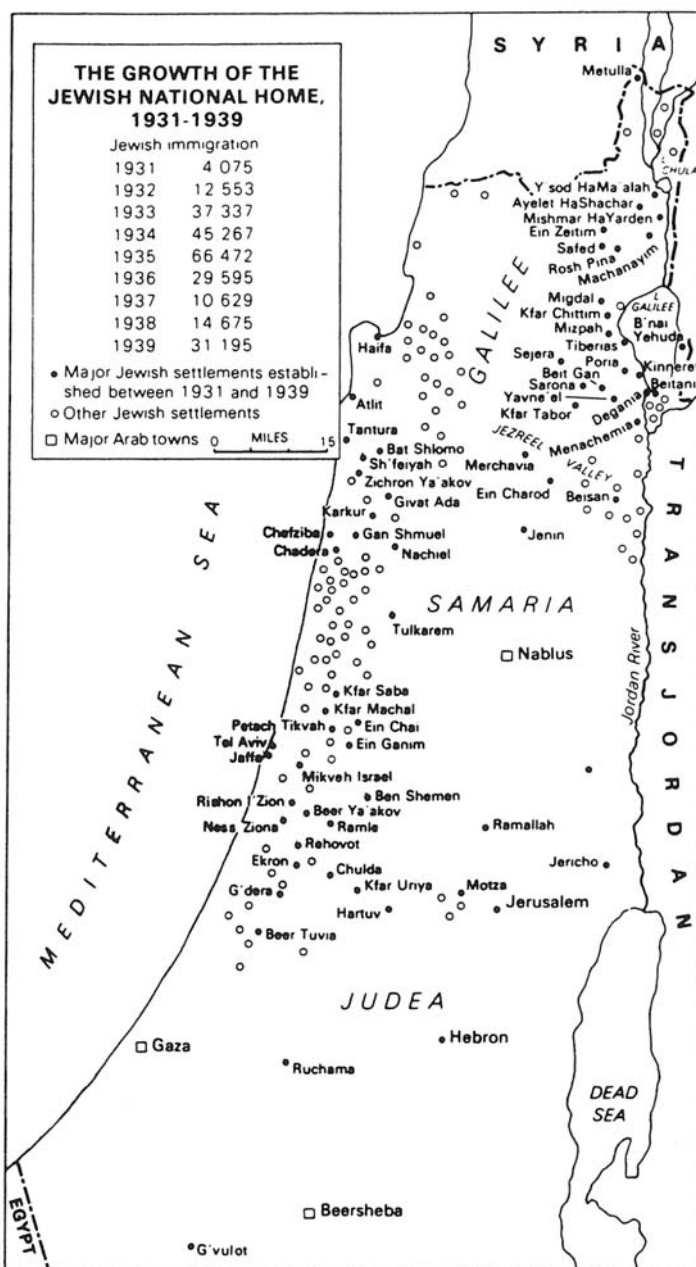 THE GROWTH OF THE
JEWISH NATIONAL HOME,
1931-1939
Jewish immigration
1931 4 075
1932 12 553
1933 37 337
1934 45 267
1935 66 472
1936 29 595
1937 10 629
1938 14 675
1939 31 195
Major Jewish settlements establi-
shed between 1931 and 1939
Other Jewish settlements
Major Arab towns
0 MILES 15
SYRIA
Metulla
L CHULA
Y'sod HaMa'alah
Ayelet HaShachar
Mishmar HaYarden
Ein Zeitim
Safed
Rosh Pina
Machanayim
GALILEE
Migdal
L. GALILEE
Kfar Chittim
B'nai
Yehuda
Mizpah
Tiberias
Haifa
Sejera
Poria
Kinneret
Beit Gan
Sarona
Beitania
Yavne'el
Degania
Kfar Tabor
Atlit
Menachemia
Tantura
JEZREEL
VALLEY
Bat Shlomo
Sh'feiyah
Merchavia
Zichron Ya'akov
Ein Charod
Givat Ada
Beisan
Karkur
Chefziba
Gan Shmuel
Jenin
Chadera
Nachiel
SAMARIA
Tulkarem
Nablus
Jordan River
TRANSJORDAN
Kfar Saba
Kfar Machal
Petach Tikvah
Ein Chai
Tel Aviv
Ein Ganim
Jaffa
Mikveh Israel
Rishon l'Zion
Ben Shemen
Beer Ya'akov
Ness Ziona
Ramle
Ramallah
Rehovot
Ekron
Chulda
Jericho
G'dera
Kfar Uriya
Motza
Hartuv
Jerusalem
Beer Tuvia
MEDITERRANEAN SEA
JUDEA
Gaza
Hebron
Ruchama
DEAD
SEA
Beersheba
EGYPT
G'vulot